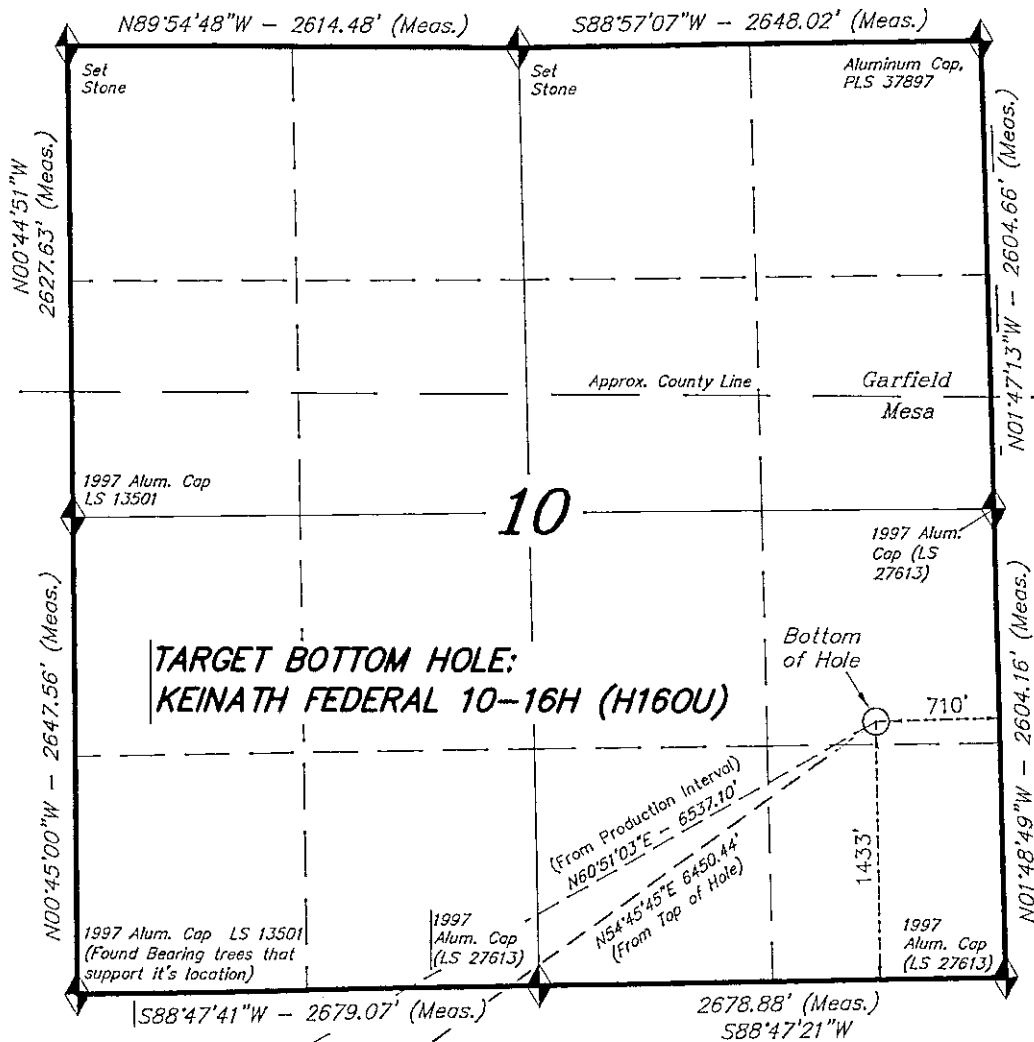 N89°54'48"W - 2614.48' (Meas.)
S88°57'07"W - 2648.02' (Meas.)
Set
Stone
Set
Stone
Aluminum Cap,
PLS 37897
N00°44'51"W
2627.63' (Meas.)
N01°47'13"W - 2604.66' (Meas.)
Approx. County Line
Garfield
Mesa
1997 Alum. Cap
LS 13501
10
1997 Alum.
Cap (LS
27613)
N00°45'00"W - 2647.56' (Meas.)
TARGET BOTTOM HOLE:
KEINATH FEDERAL 10-16H (H16OU)
Bottom
of Hole
710'
1433'
N01°48'49"W - 2604.16' (Meas.)
(From Production Interval)
N60°51'03"E - 6537.10'
N54°45'45"E 6450.44'
(From Top of Hole)
1997 Alum. Cap LS 13501
(Found Bearing trees that
support it's location)
1997
Alum. Cap
(LS 27613)
1997
Alum. Cap
(LS 27613)
S88°47'41"W - 2679.07' (Meas.)
2678.88' (Meas.)
S88°47'21"W